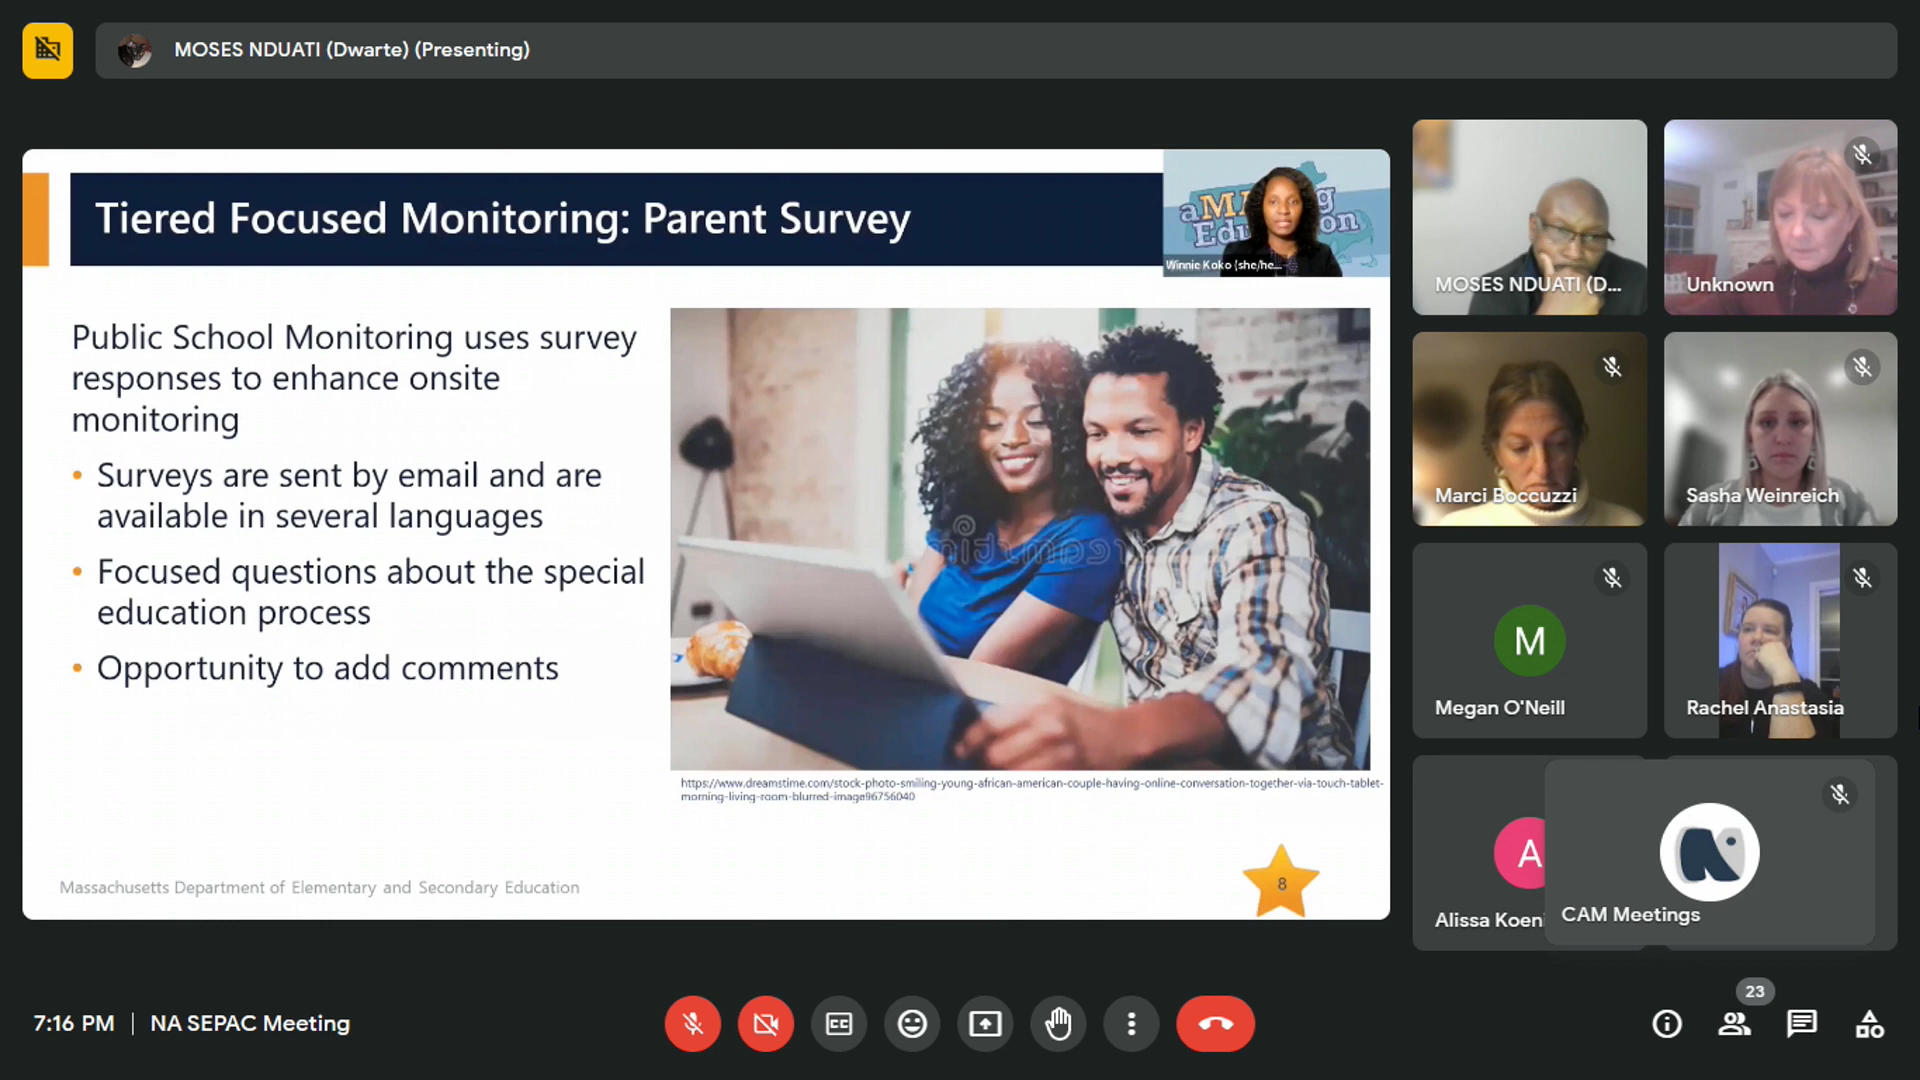 MOSES NDUATI (Dwarte) (Presenting)
Tiered Focused Monitoring: Parent Survey
Winnie Koko (she/he...
Public School Monitoring uses survey
responses to enhance onsite
monitoring
• Surveys are sent by email and are
available in several languages
• Focused questions about the special
education process
• Opportunity to add comments
https://www.dreamstime.com/stock-photo-smiling-young-african-american-couple-having-online-conversation-together-via-touch-tablet-
morning-living-room-blurred-image96756040
Massachusetts Department of Elementary and Secondary Education
8
MOSES NDUATI (D...
Unknown
Marci Boccuzzi
Sasha Weinreich
M
Megan O'Neill
Rachel Anastasia
A
Alissa Koeni
CAM Meetings
7:16 PM | NA SEPAC Meeting
23